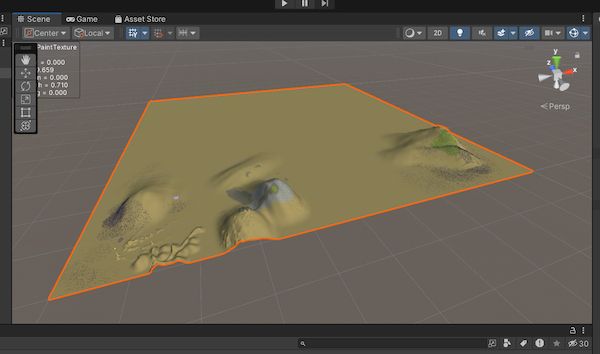 Scene Game Asset Store
Center Local 2D
PaintTexture
= 0.000
0.659
= 0.000
= 0.710
= 0.000
y
z
x
Persp
30